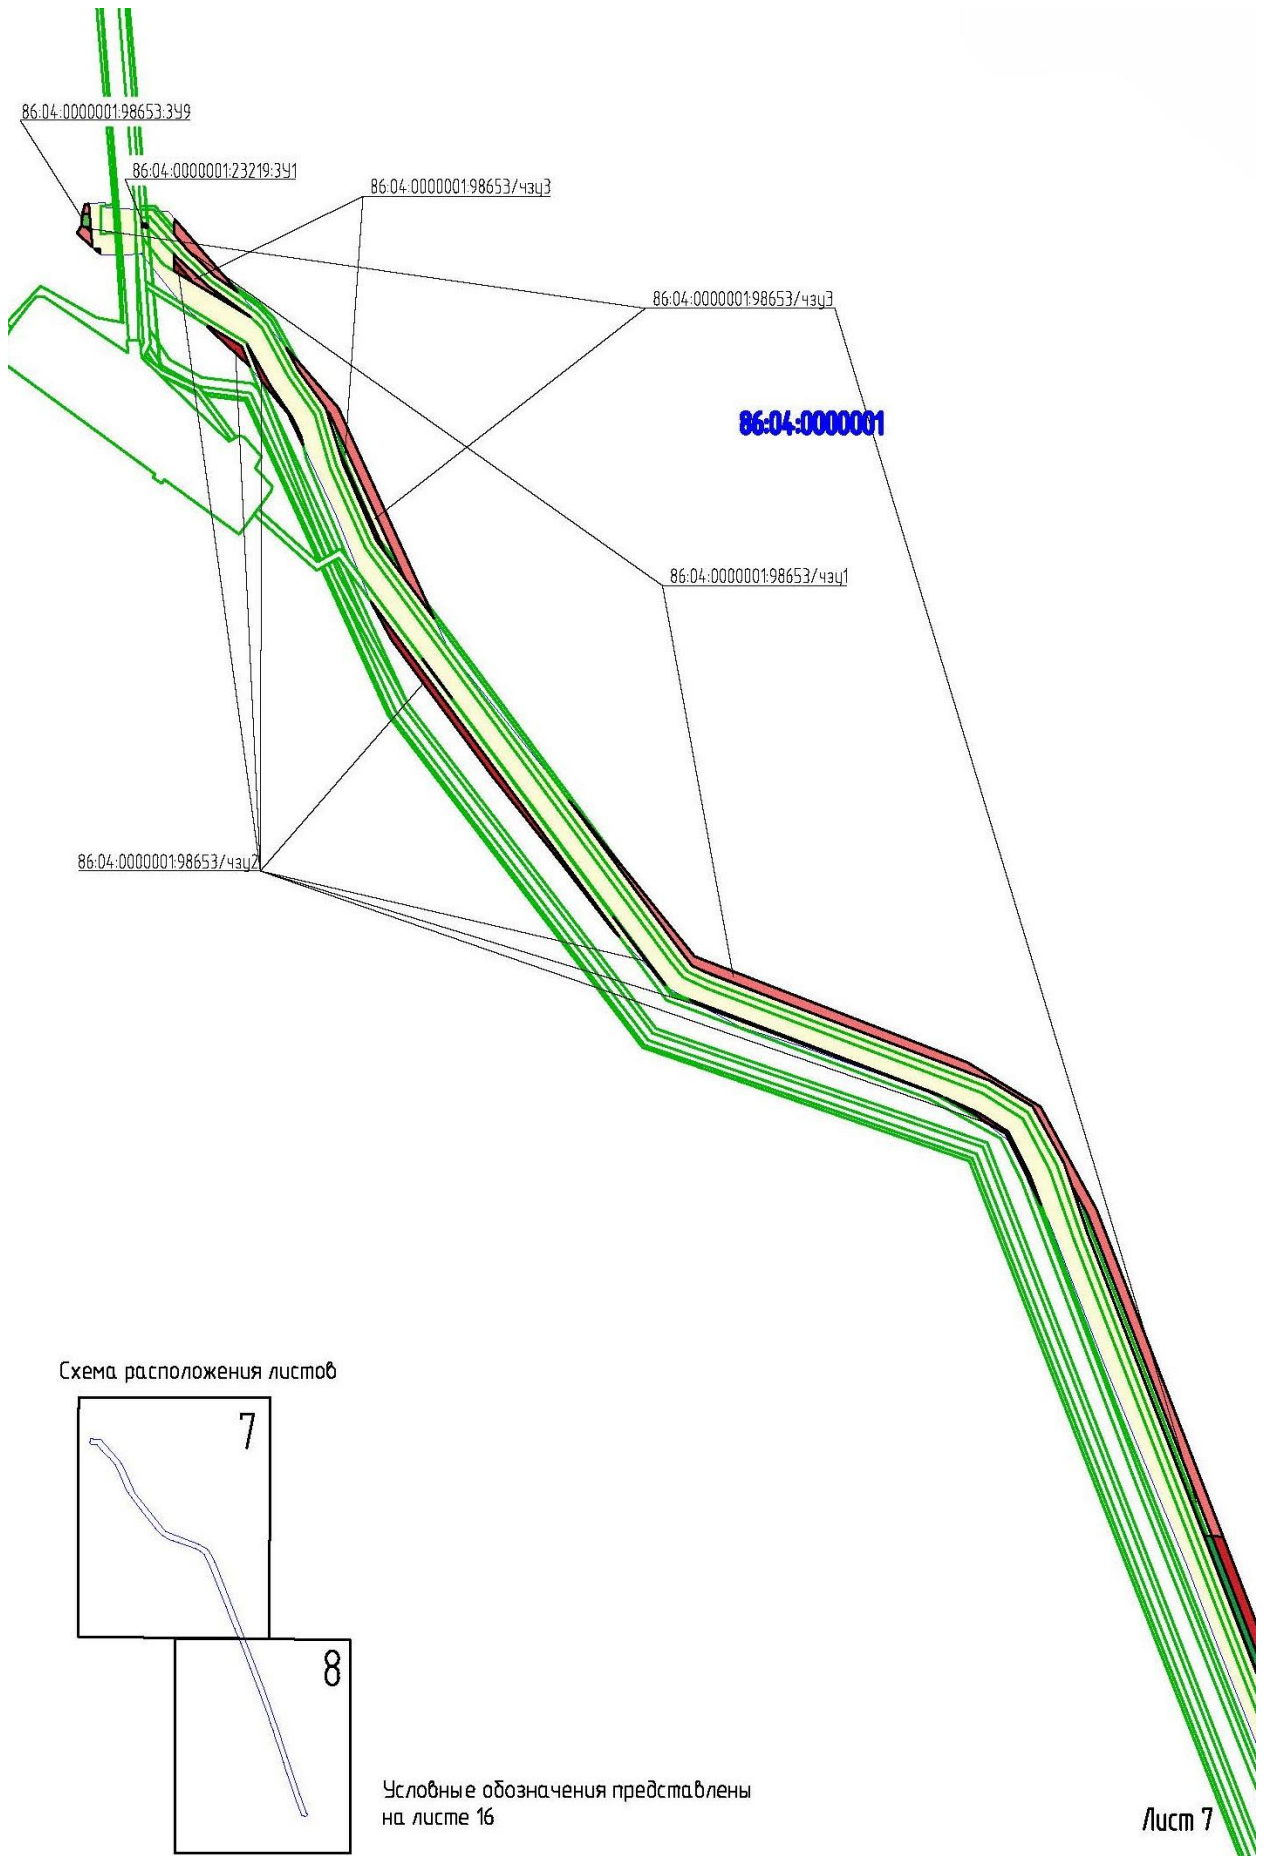 86:04:0000001:98653:ЗУ9
86:04:0000001:23219:ЗУ1
86:04:0000001:98653/чзу3
86:04:0000001:98653/чзу3
86:04:0000001
86:04:0000001:98653/чзу1
86:04:0000001:98653/чзу2
Схема расположения листов
7
8
Условные обозначения представлены
на листе 16
Лист 7